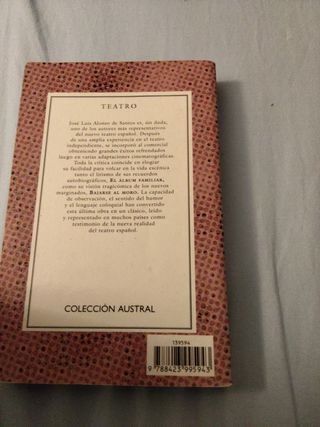 TEATRO
José Luis Alonso de Santos es, sin duda,
uno de los autores más representativos
del nuevo teatro español. Después
de una amplia experiencia en el teatro
independiente, se incorporó al comercial
obteniendo grandes éxitos refrendados
luego en varias adaptaciones cinematográficas.
Toda la crítica coincide en elogiar
su facilidad para volcar en la vida escénica
tanto el lirismo de sus recuerdos
autobiográficos, EL ÁLBUM FAMILIAR,
como su visión tragicómica de los nuevos
marginados, BAJARSE AL MORO. La capacidad
de observación, el sentido del humor
y el lenguaje coloquial han convertido
esta última obra en un clásico, leído
y representado en muchos países como
testimonio de la nueva realidad
del teatro español.
COLECCIÓN AUSTRAL
139594
9 788423 995943